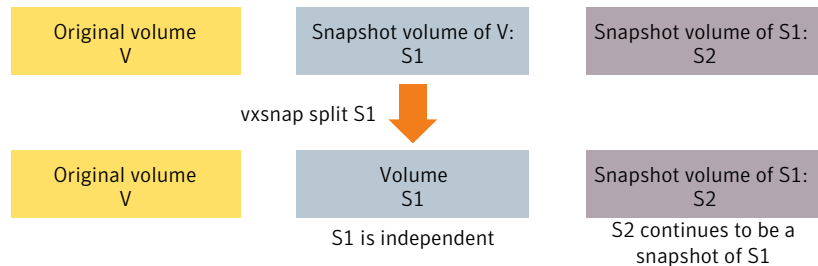 Original volume
V
Snapshot volume of V:
S1
Snapshot volume of S1:
S2
vxsnap split S1
Original volume
V
Volume
S1
Snapshot volume of S1:
S2
S1 is independent
S2 continues to be a
snapshot of S1